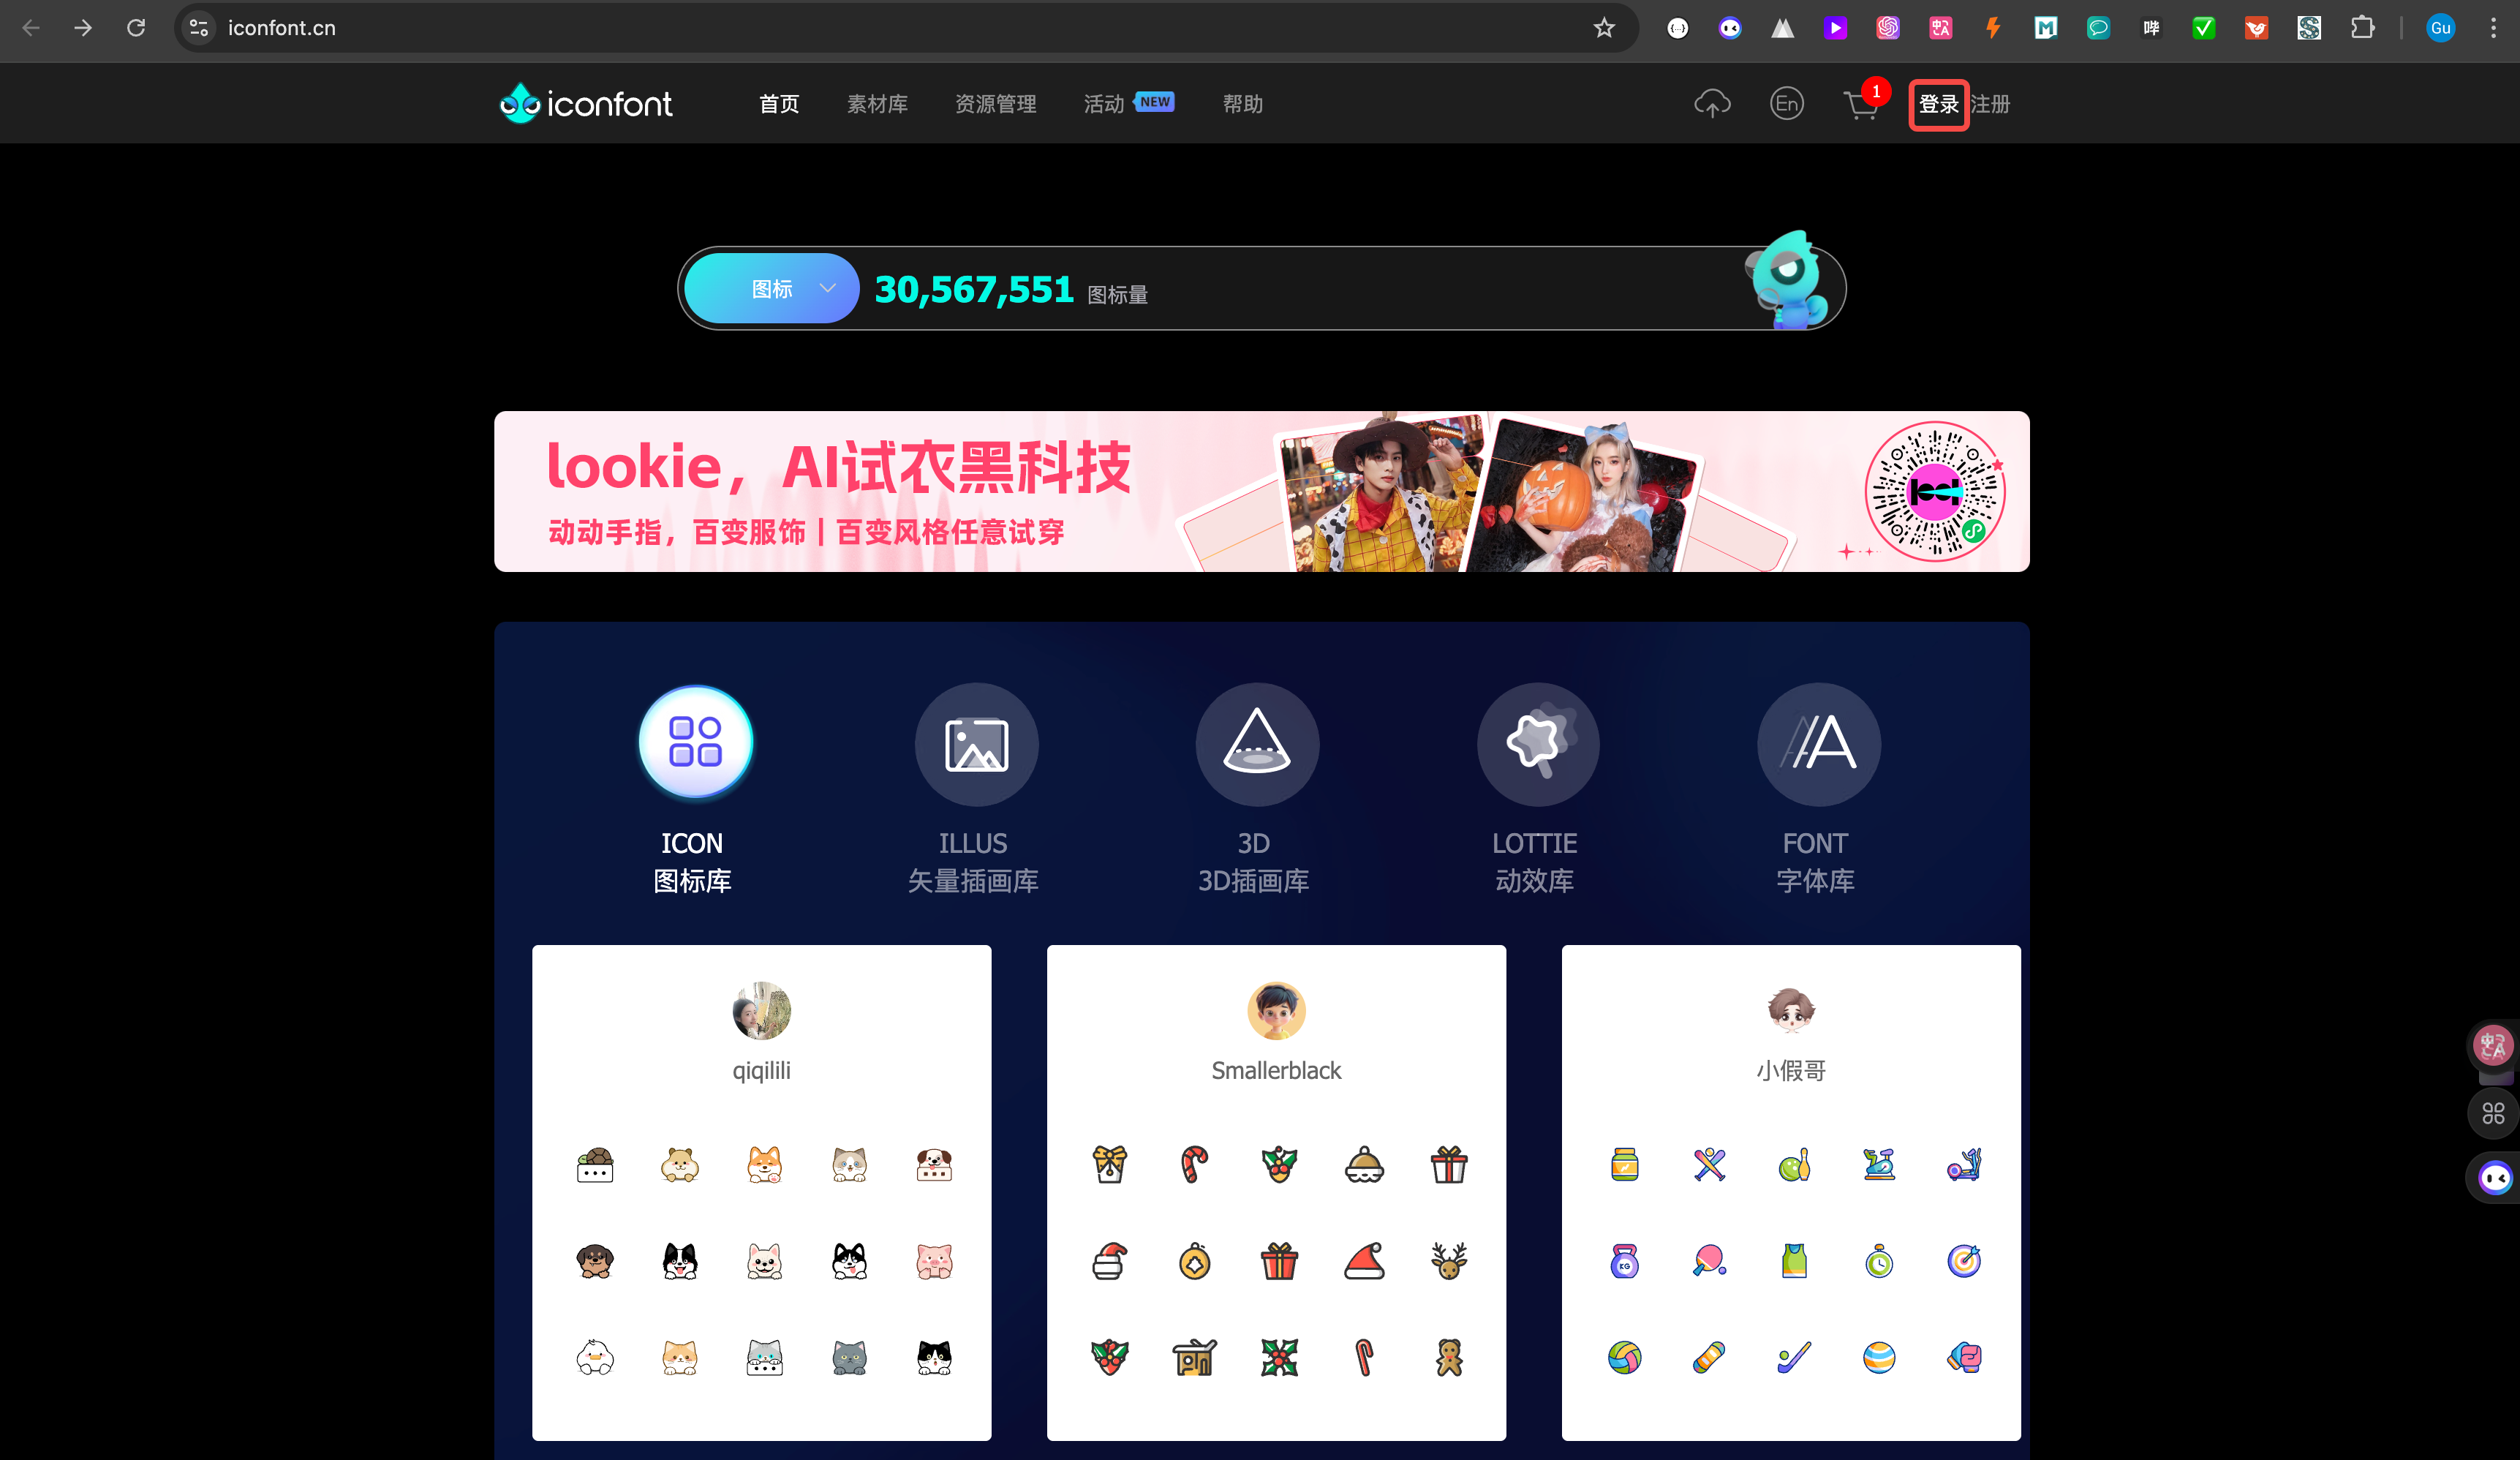 iconfont.cn
Gu
iconfont
首页
素材库
资源管理
活动
NEW
帮助
En
1
登录
注册
图标
30,567,551
图标量
lookie，AI试衣黑科技
动动手指，百变服饰｜百变风格任意试穿
ICON
图标库
ILLUS
矢量插画库
3D
3D插画库
LOTTIE
动效库
FONT
字体库
qiqilili
Smallerblack
小假哥
KG